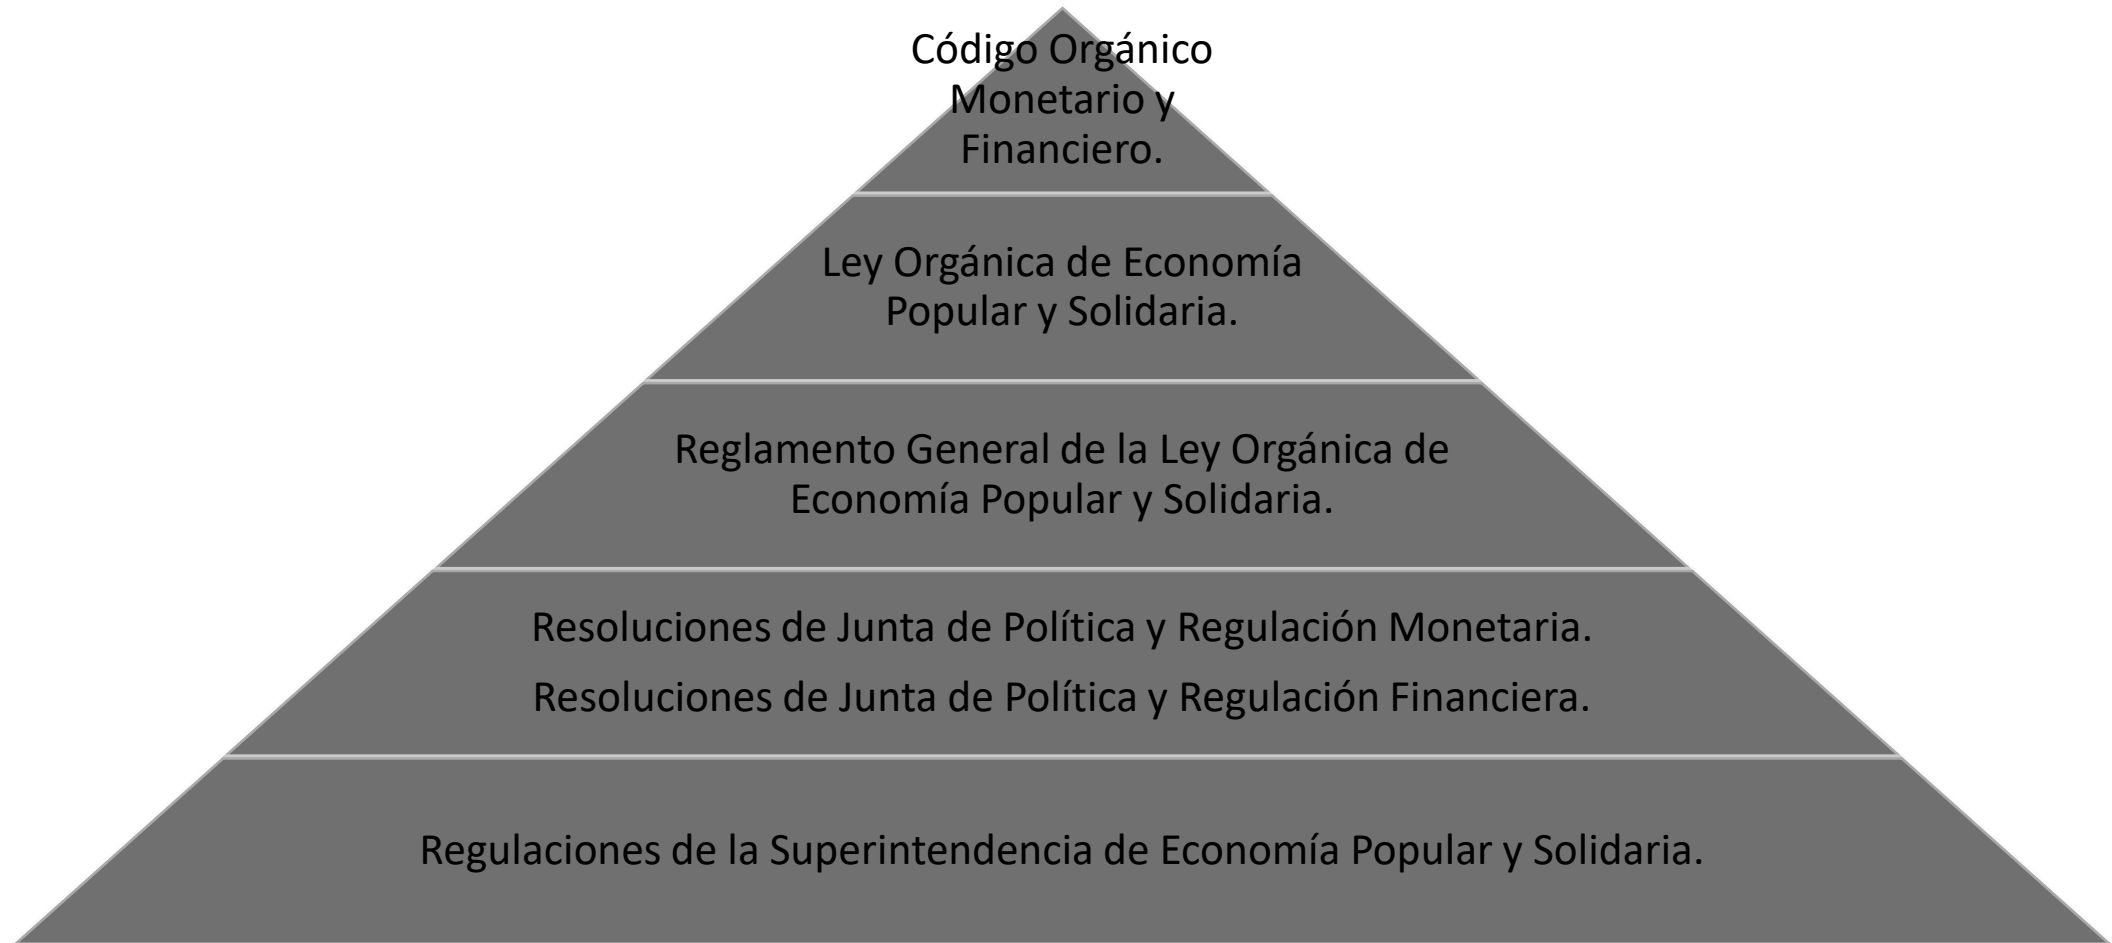 Código Orgánico
Monetario y
Financiero.
Ley Orgánica de Economía
Popular y Solidaria.
Reglamento General de la Ley Orgánica de
Economía Popular y Solidaria.
Resoluciones de Junta de Política y Regulación Monetaria.
Resoluciones de Junta de Política y Regulación Financiera.
Regulaciones de la Superintendencia de Economía Popular y Solidaria.